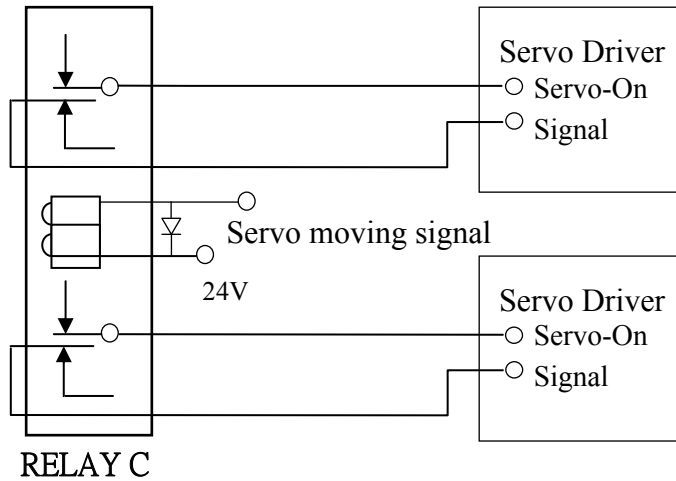 Servo Driver
Servo-On
Signal
Servo moving signal
24V
Servo Driver
Servo-On
Signal
RELAY C